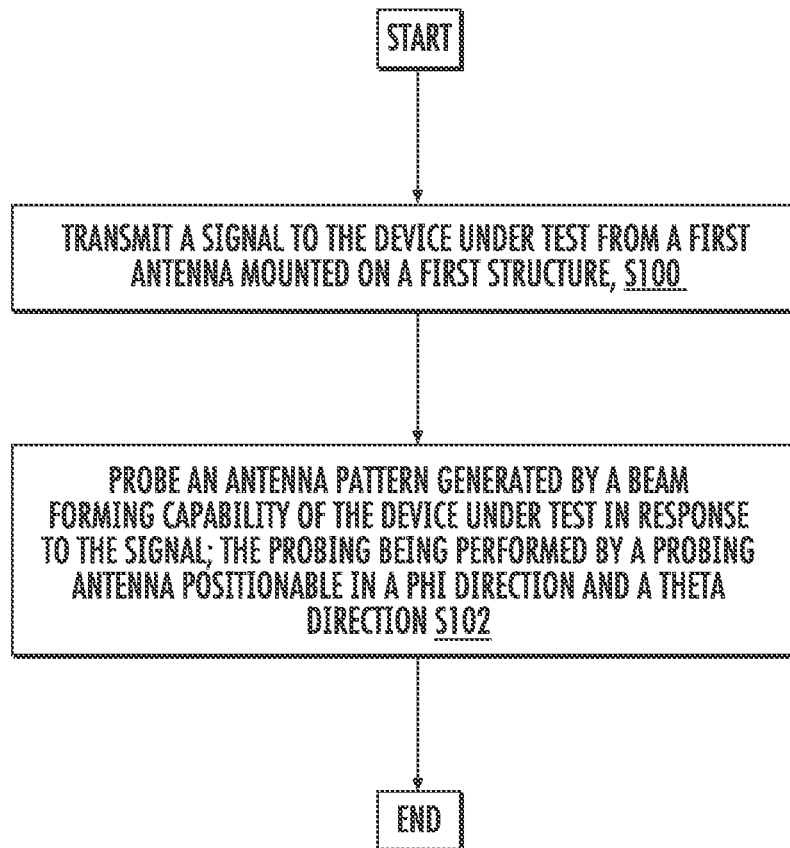 START
TRANSMIT A SIGNAL TO THE DEVICE UNDER TEST FROM A FIRST
ANTENNA MOUNTED ON A FIRST STRUCTURE, S100
PROBE AN ANTENNA PATTERN GENERATED BY A BEAM
FORMING CAPABILITY OF THE DEVICE UNDER TEST IN RESPONSE
TO THE SIGNAL; THE PROBING BEING PERFORMED BY A PROBING
ANTENNA POSITIONABLE IN A PHI DIRECTION AND A THETA
DIRECTION S102
END